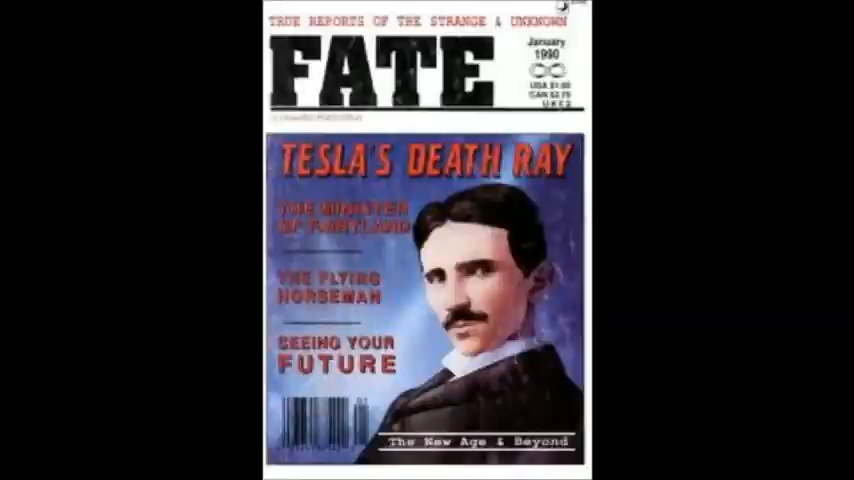 TRUE REPORTS OF THE STRANGE & UNKNOWN
FATE
January
1990
TESLA'S DEATH RAY
THE MINISTER
OF FAIRYLAND
THE FLYING
HORSEMAN
SEEING YOUR
FUTURE
The New Age & Beyond